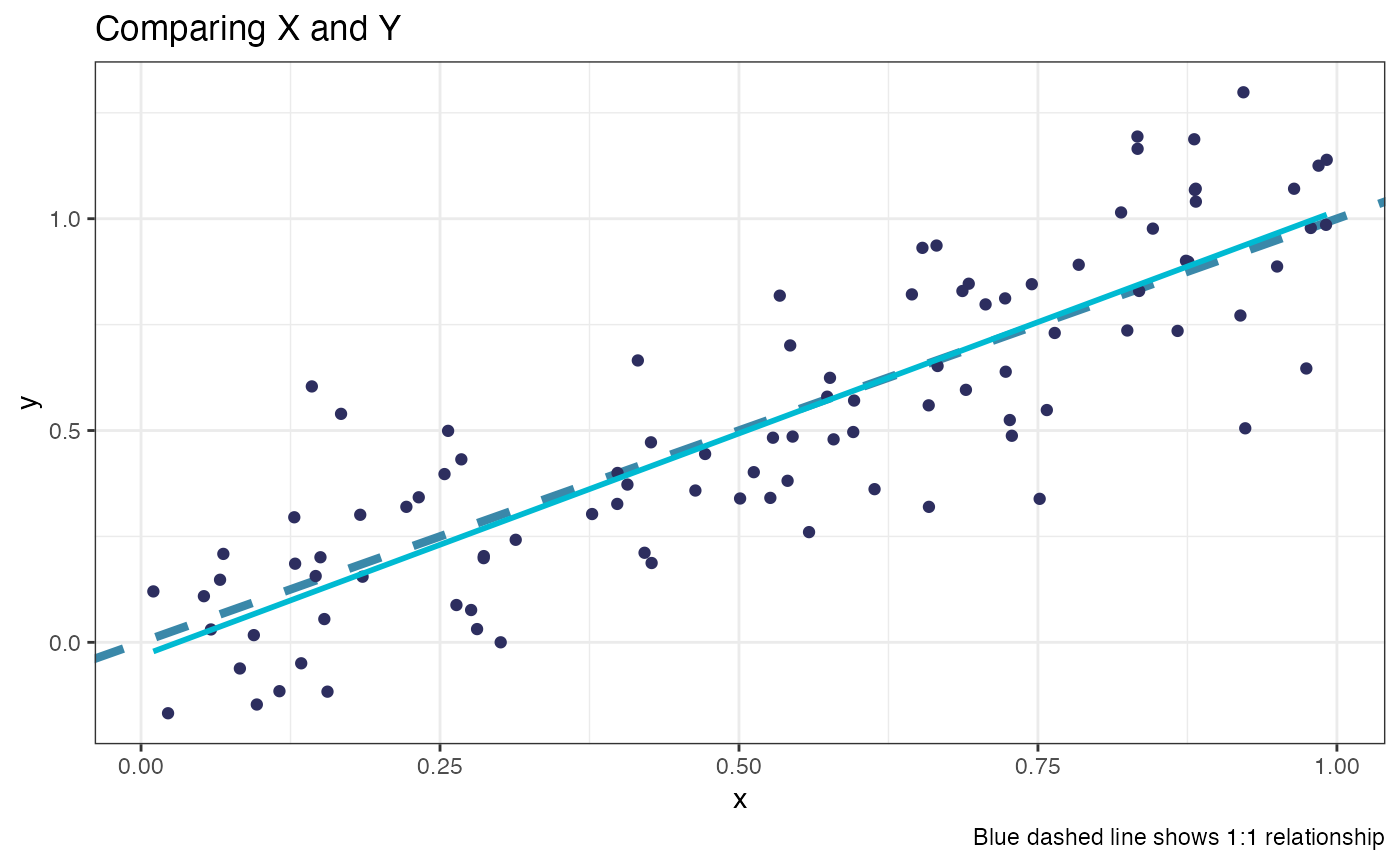 Comparing X and Y
1.0
0.5
0.0
y
0.00 0.25 0.50 0.75 1.00
x
Blue dashed line shows 1:1 relationship